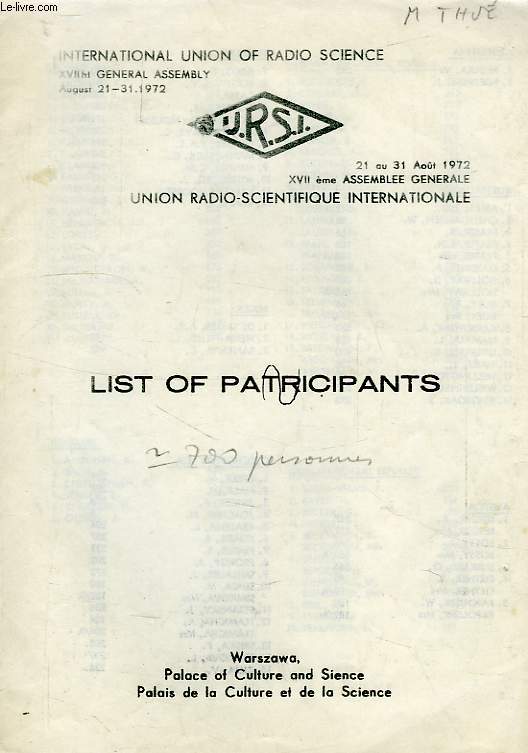 Le-livre.com
M THUÉ
INTERNATIONAL UNION OF RADIO SCIENCE
XVIIth GENERAL ASSEMBLY
August 21–31.1972
U.R.S.I.
21 au 31 Août 1972
XVII ème ASSEMBLEE GENERALE
UNION RADIO-SCIENTIFIQUE INTERNATIONALE
LIST OF PATRICIPANTS
≃ 700 personnes
Warszawa,
Palace of Culture and Sience
Palais de la Culture et de la Science